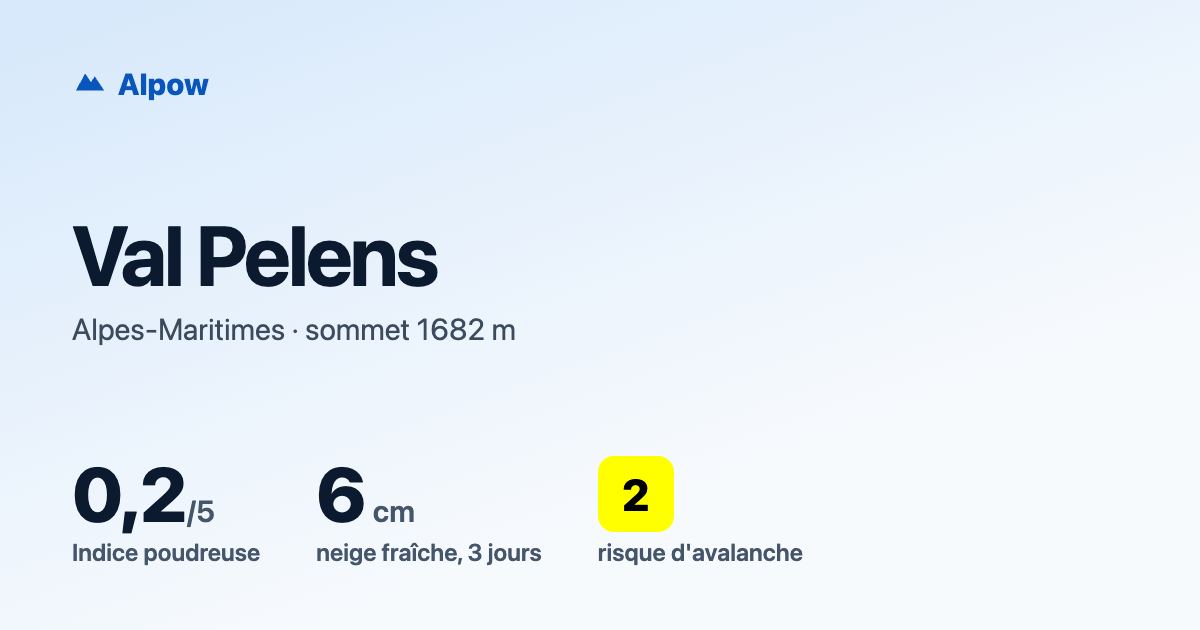 Alpow
Val Pelens
Alpes-Maritimes · sommet 1682 m
0,2/5
Indice poudreuse
6 cm
neige fraîche, 3 jours
2
risque d'avalanche